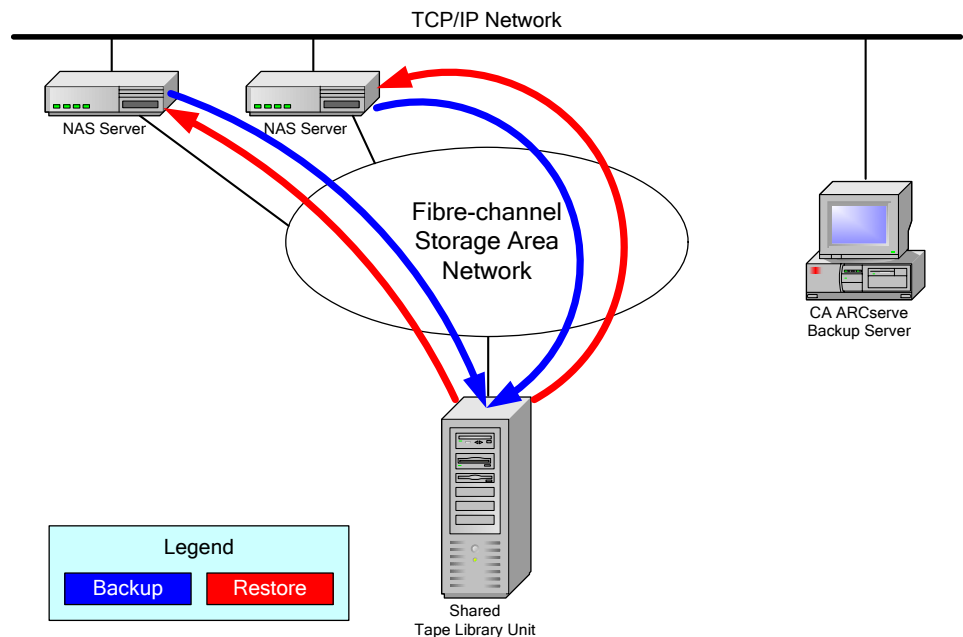 TCP/IP Network
NAS Server
NAS Server
Fibre-channel
Storage Area
Network
CA ARCserve
Backup Server
Legend
Backup
Restore
Shared
Tape Library Unit